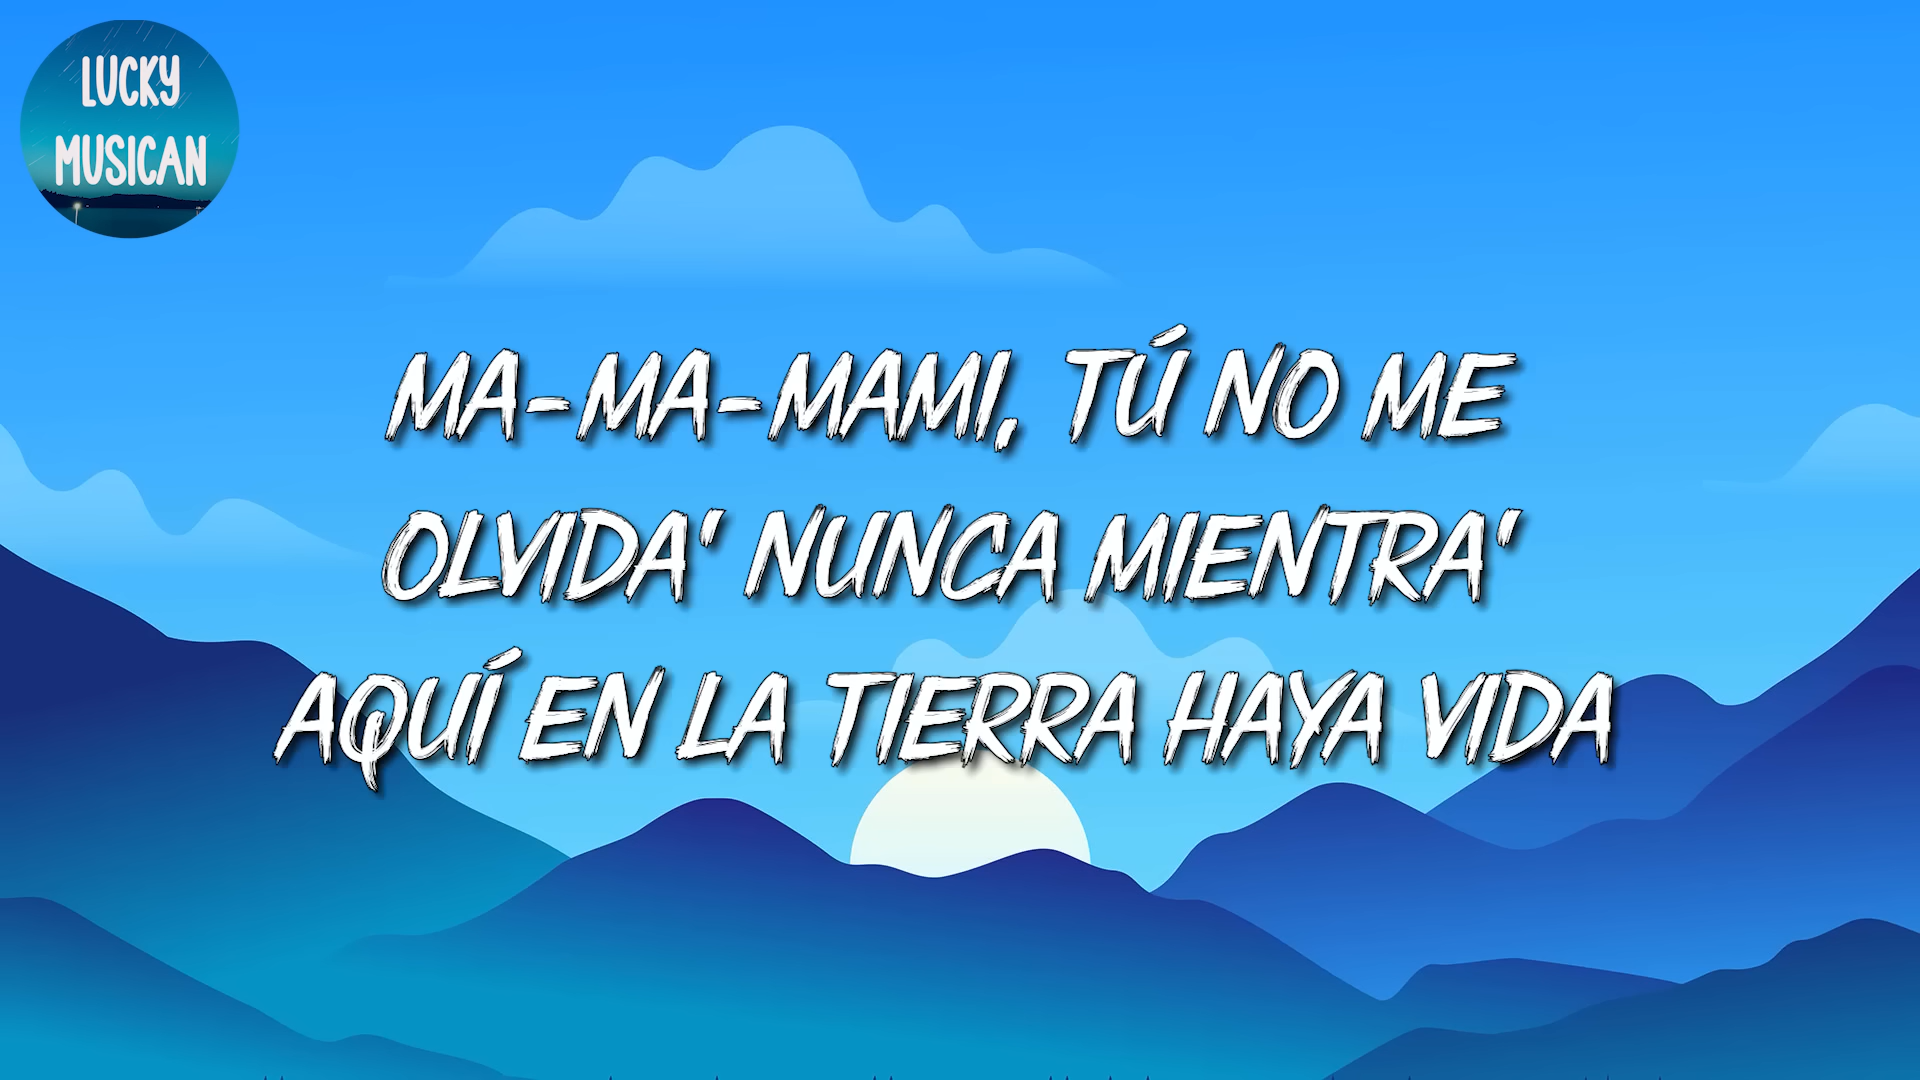 LUCKY
MUSICAN
MA-MA-MAMI, TÚ NO ME
OLVIDA' NUNCA MIENTRA'
AQUÍ EN LA TIERRA HAYA VIDA